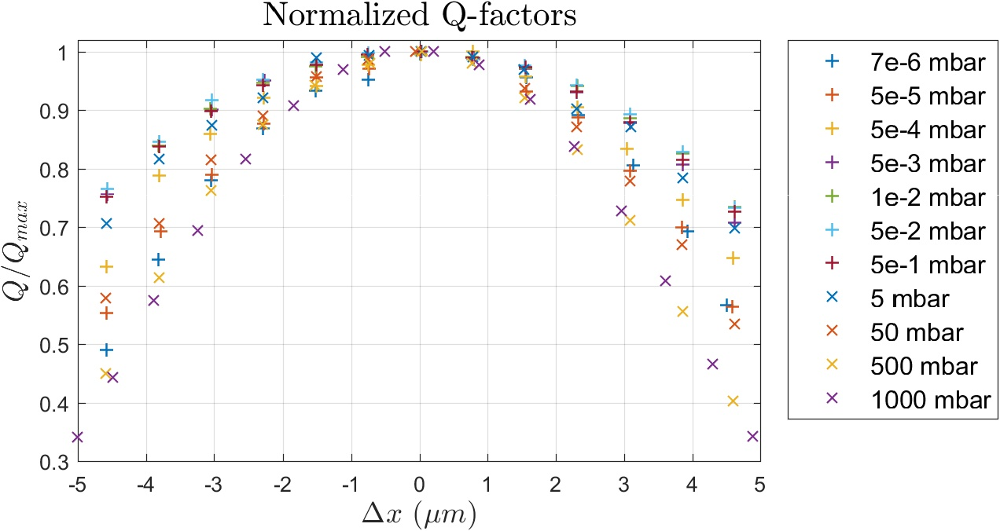 Normalized Q-factors
1
0.9
0.8
0.7
0.6
0.5
0.4
0.3
Q/Qmax
-5 -4 -3 -2 -1 0 1 2 3 4 5
Δx (μm)
7e-6 mbar
5e-5 mbar
5e-4 mbar
5e-3 mbar
1e-2 mbar
5e-2 mbar
5e-1 mbar
5 mbar
50 mbar
500 mbar
1000 mbar